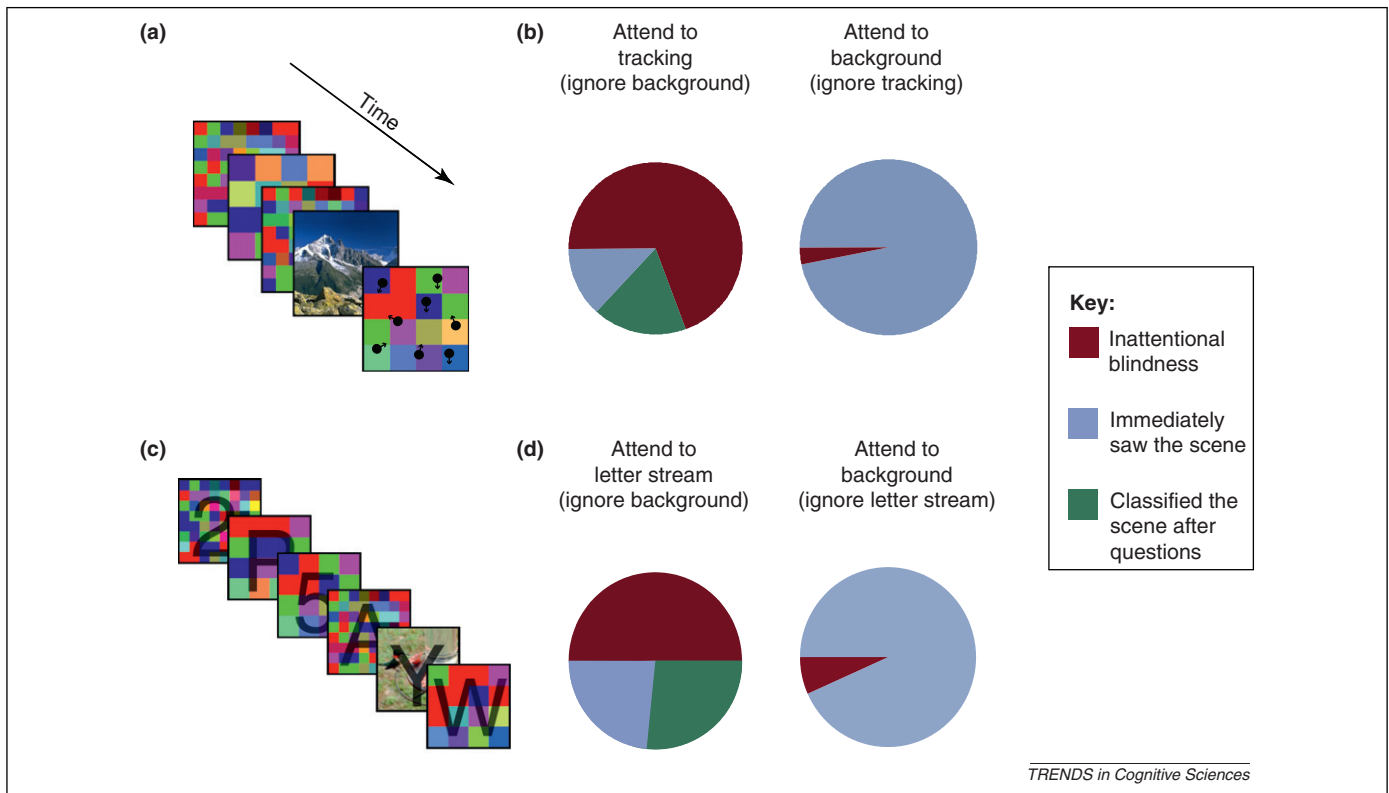 (a)
Time
(b)
Attend to
tracking
(ignore background)
Attend to
background
(ignore tracking)
Key:
Inattentional
blindness
Immediately
saw the scene
Classified the
scene after
questions
(c)
2
P
5
A
Y
W
(d)
Attend to
letter stream
(ignore background)
Attend to
background
(ignore letter stream)
TRENDS in Cognitive Sciences